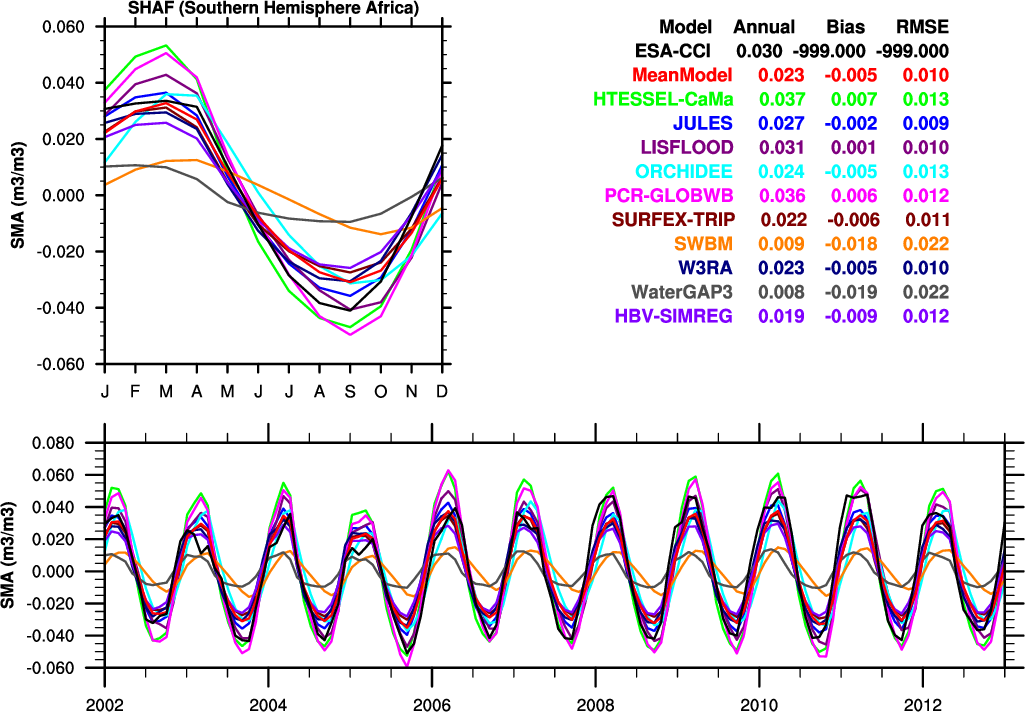 SHAF (Southern Hemisphere Africa)
0.060
0.040
0.020
0.000
-0.020
-0.040
-0.060
SMA (m3/m3)
J F M A M J J A S O N D
Model Annual Bias RMSE
ESA-CCI 0.030 -999.000 -999.000
MeanModel 0.023 -0.005 0.010
HTESSEL-CaMa 0.037 0.007 0.013
JULES 0.027 -0.002 0.009
LISFLOOD 0.031 0.001 0.010
ORCHIDEE 0.024 -0.005 0.013
PCR-GLOBWB 0.036 0.006 0.012
SURFEX-TRIP 0.022 -0.006 0.011
SWBM 0.009 -0.018 0.022
W3RA 0.023 -0.005 0.010
WaterGAP3 0.008 -0.019 0.022
HBV-SIMREG 0.019 -0.009 0.012
0.080
0.060
0.040
0.020
0.000
-0.020
-0.040
-0.060
SMA (m3/m3)
2002 2004 2006 2008 2010 2012